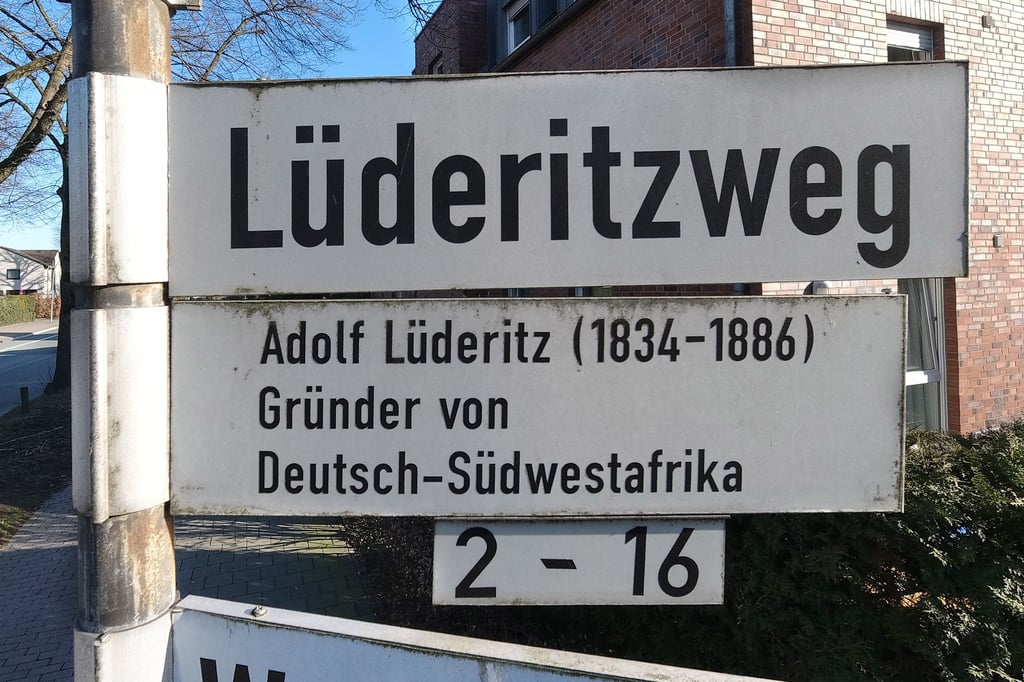 Lüderitzweg
Adolf Lüderitz (1834-1886)
Gründer von
Deutsch-Südwestafrika
2 - 16